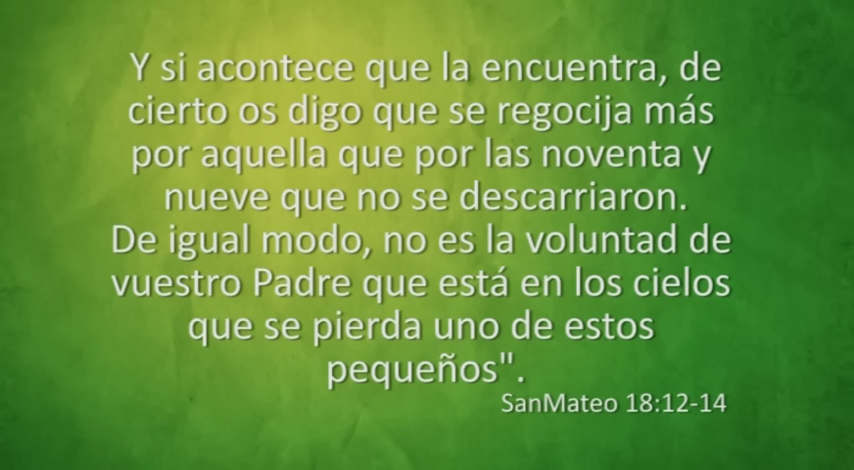 Y si acontece que la encuentra, de
cierto os digo que se regocija más
por aquella que por las noventa y
nueve que no se descarriaron.
De igual modo, no es la voluntad de
vuestro Padre que está en los cielos
que se pierda uno de estos
pequeños".
SanMateo 18:12-14